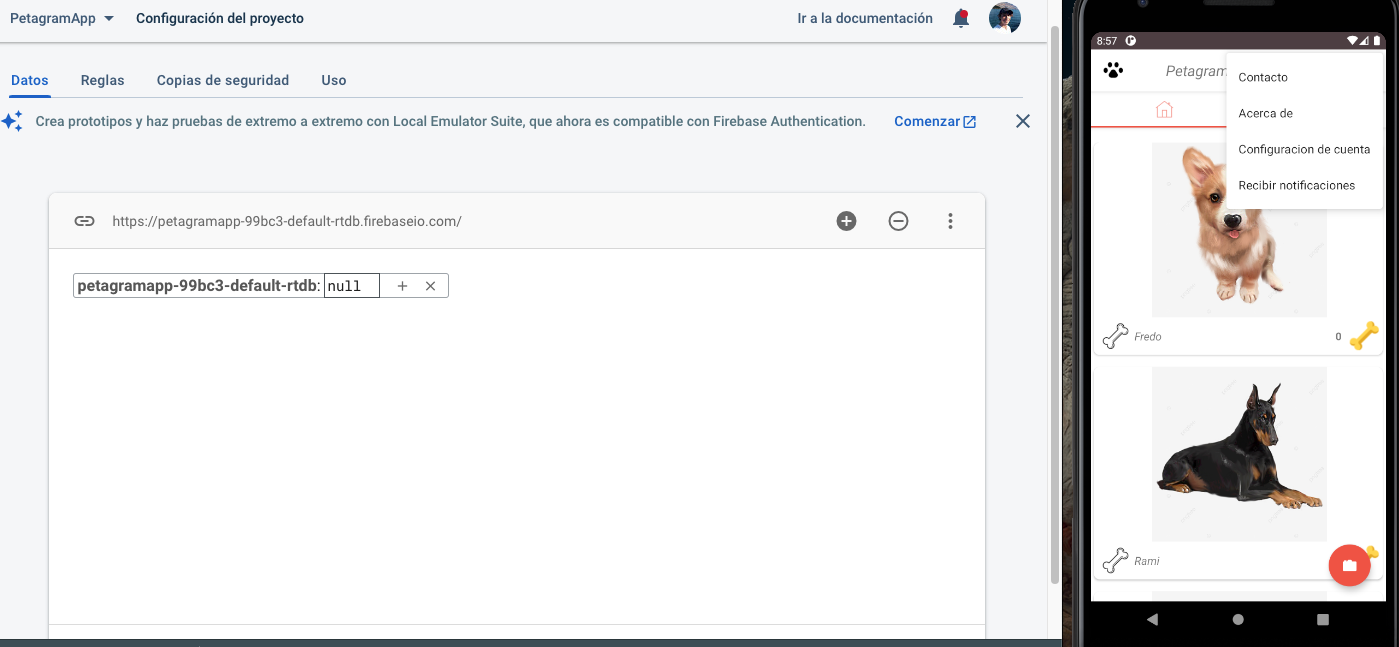 PetagramApp
Configuración del proyecto
Ir a la documentación
Datos
Reglas
Copias de seguridad
Uso
Crea prototipos y haz pruebas de extremo a extremo con Local Emulator Suite, que ahora es compatible con Firebase Authentication.
Comenzar
https://petagramapp-99bc3-default-rtdb.firebaseio.com/
petagramapp-99bc3-default-rtdb: null
8:57
Petagram
Contacto
Acerca de
Configuracion de cuenta
Recibir notificaciones
Fredo
0
Rami